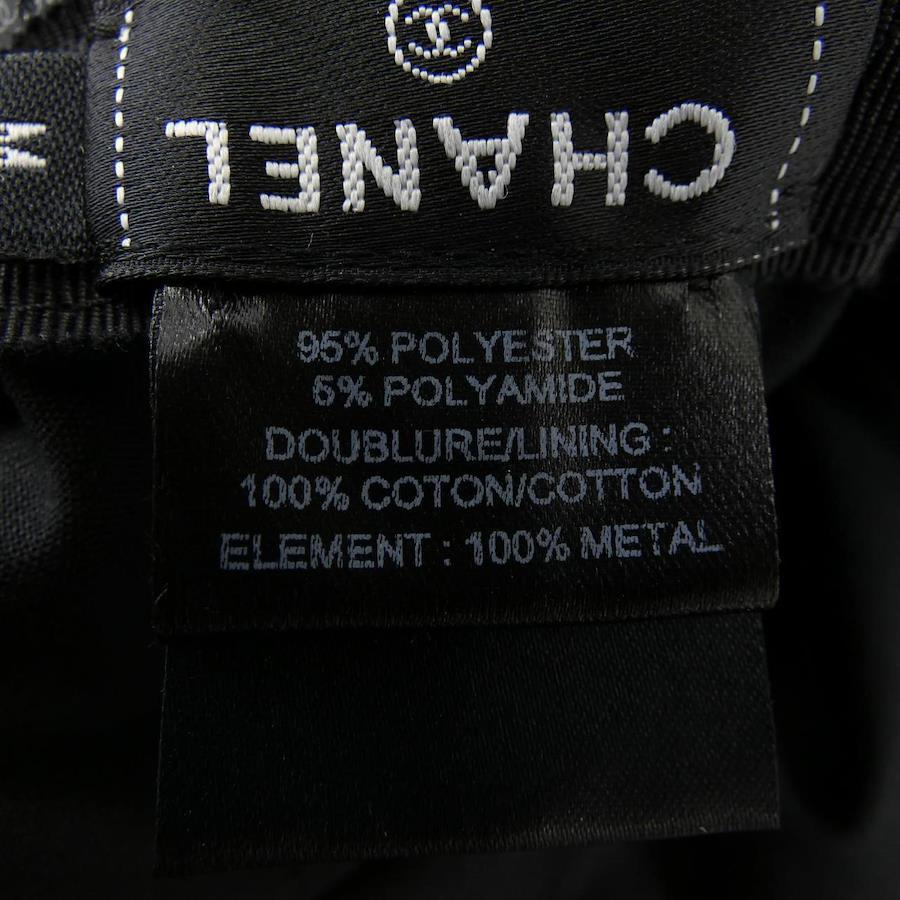 CHANEL
M
95% POLYESTER
5% POLYAMIDE
DOUBLURE/LINING :
100% COTON/COTTON
ELEMENT : 100% METAL